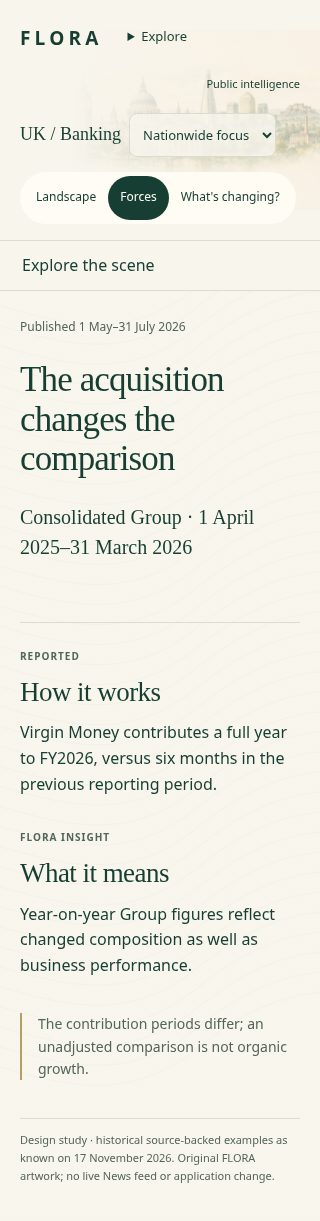 FLORA
▶ Explore
Public intelligence
UK / Banking
Nationwide focus
Landscape
Forces
What's changing?
Explore the scene
Published 1 May–31 July 2026
The acquisition
changes the
comparison
Consolidated Group · 1 April
2025–31 March 2026
REPORTED
How it works
Virgin Money contributes a full year
to FY2026, versus six months in the
previous reporting period.
FLORA INSIGHT
What it means
Year-on-year Group figures reflect
changed composition as well as
business performance.
The contribution periods differ; an
unadjusted comparison is not organic
growth.
Design study · historical source-backed examples as
known on 17 November 2026. Original FLORA
artwork; no live News feed or application change.